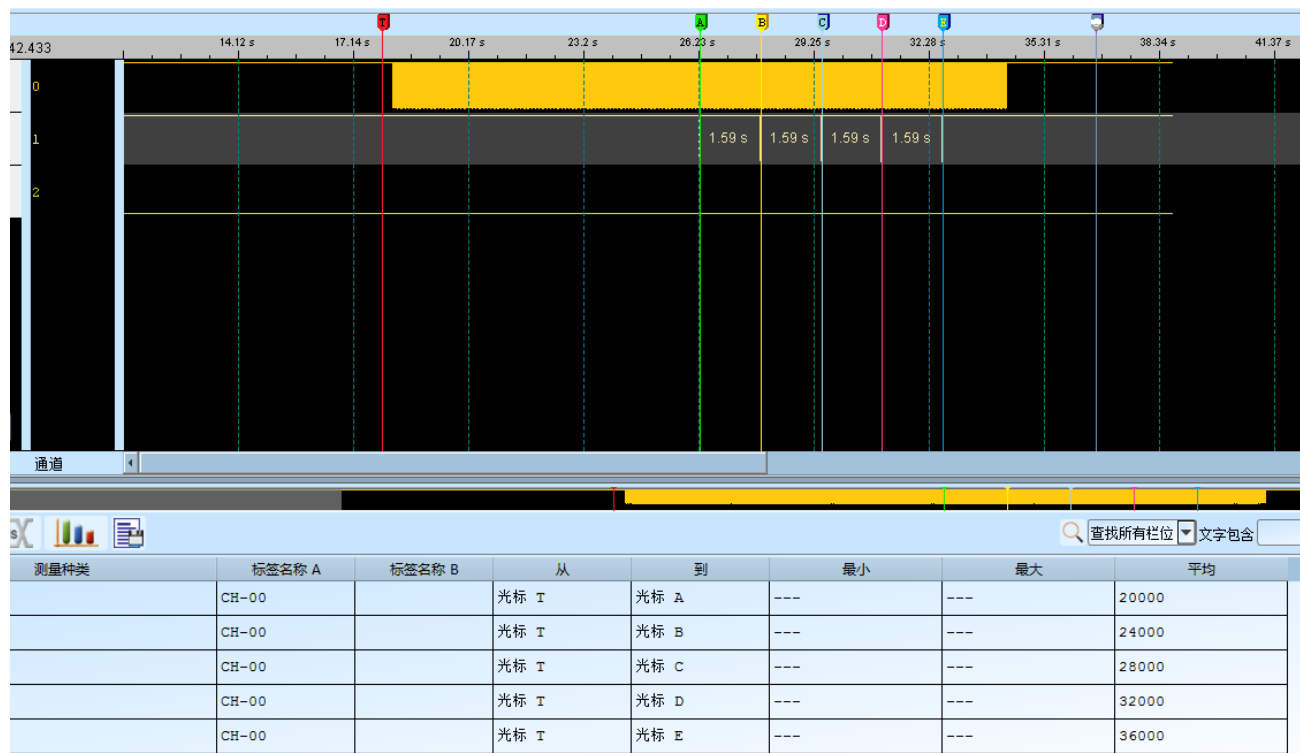 T A B C D E
42.433 14.12 s 17.14 s 20.17 s 23.2 s 26.23 s 29.25 s 32.28 s 35.31 s 38.34 s 41.37 s
0
1 1.59 s 1.59 s 1.59 s 1.59 s
2
通道
查找所有栏位 文字包含
测量种类 标签名称 A 标签名称 B 从 到 最小 最大 平均
CH-00 光标 T 光标 A --- --- 20000
CH-00 光标 T 光标 B --- --- 24000
CH-00 光标 T 光标 C --- --- 28000
CH-00 光标 T 光标 D --- --- 32000
CH-00 光标 T 光标 E --- --- 36000